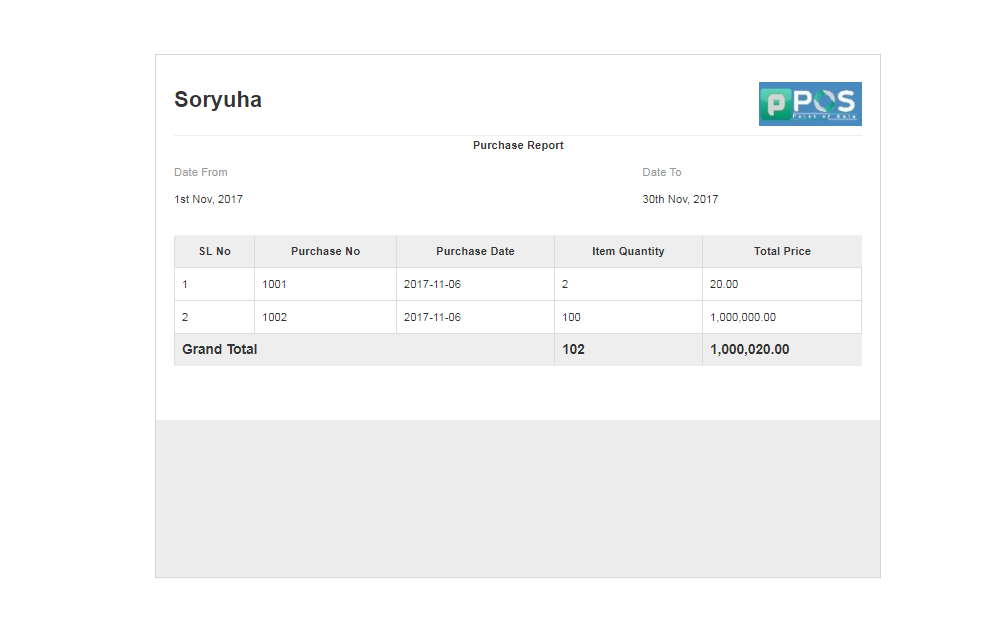 Soryuha
P POS
Point of Sale
Purchase Report
Date From Date To
1st Nov, 2017 30th Nov, 2017
SL No Purchase No Purchase Date Item Quantity Total Price
1 1001 2017-11-06 2 20.00
2 1002 2017-11-06 100 1,000,000.00
Grand Total 102 1,000,020.00